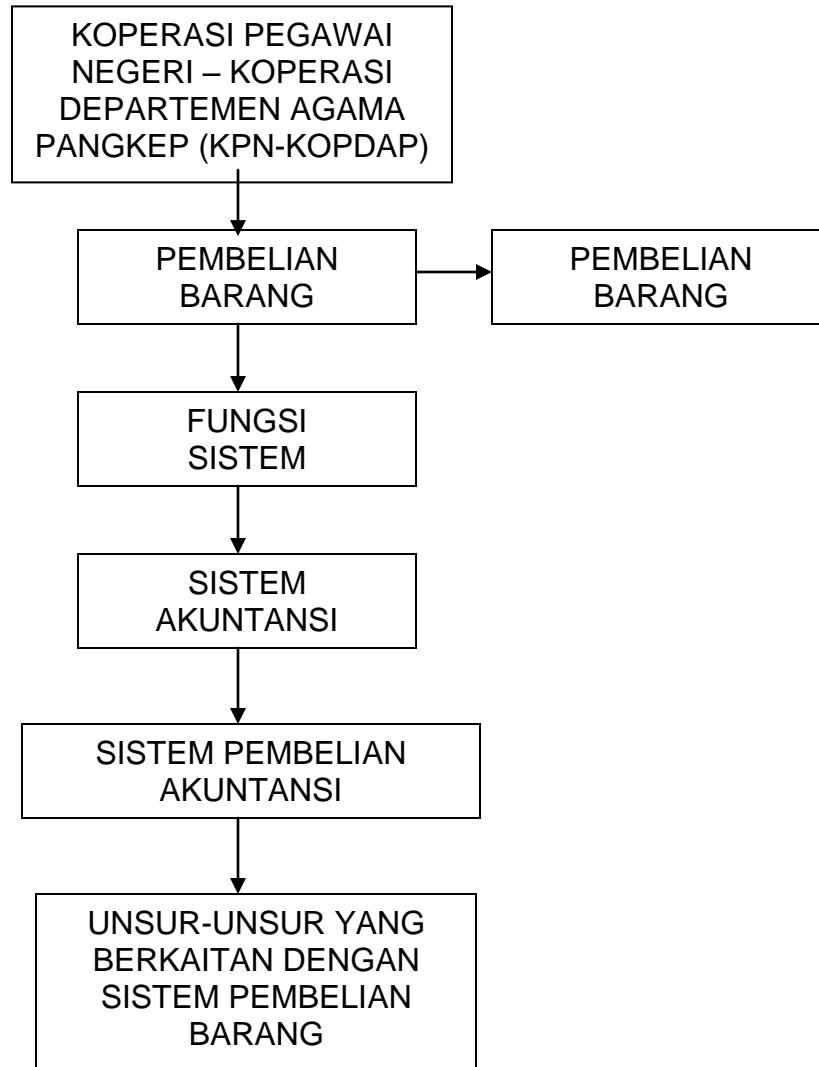 KOPERASI PEGAWAI
NEGERI – KOPERASI
DEPARTEMEN AGAMA
PANGKEP (KPN-KOPDAP)
PEMBELIAN
BARANG
PEMBELIAN
BARANG
FUNGSI
SISTEM
SISTEM
AKUNTANSI
SISTEM PEMBELIAN
AKUNTANSI
UNSUR-UNSUR YANG
BERKAITAN DENGAN
SISTEM PEMBELIAN
BARANG